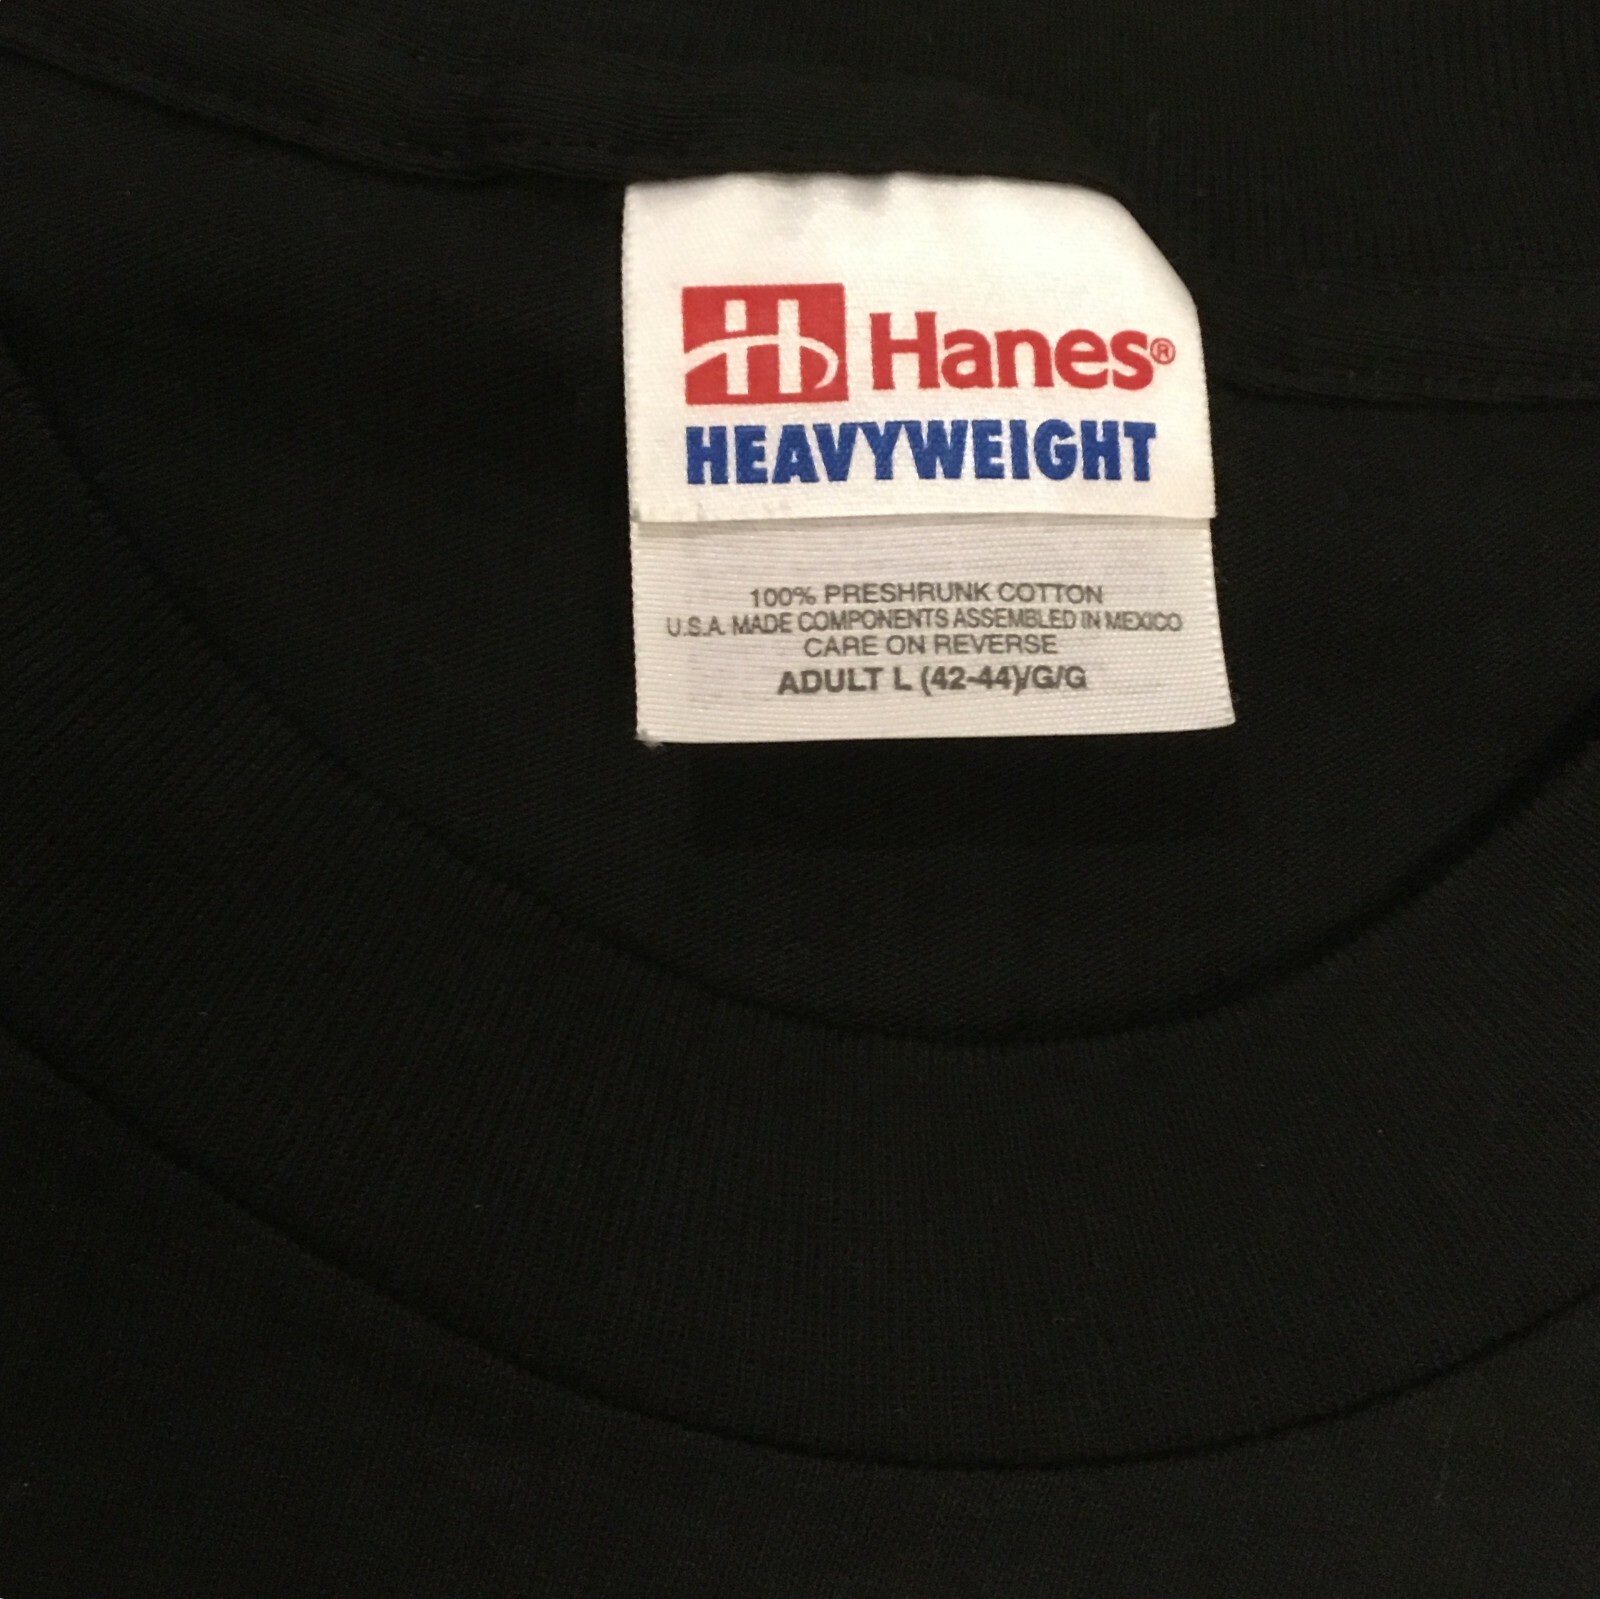 H Hanes®
HEAVYWEIGHT
100% PRESHRUNK COTTON
U.S.A. MADE COMPONENTS ASSEMBLED IN MEXICO
CARE ON REVERSE
ADULT L (42-44)/G/G